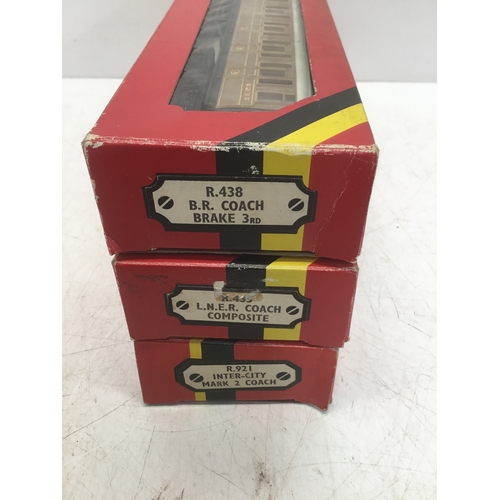 R.438
B.R. COACH
BRAKE 3RD
L.N.E.R. COACH
COMPOSITE
R.921
INTER-CITY
MARK 2 COACH